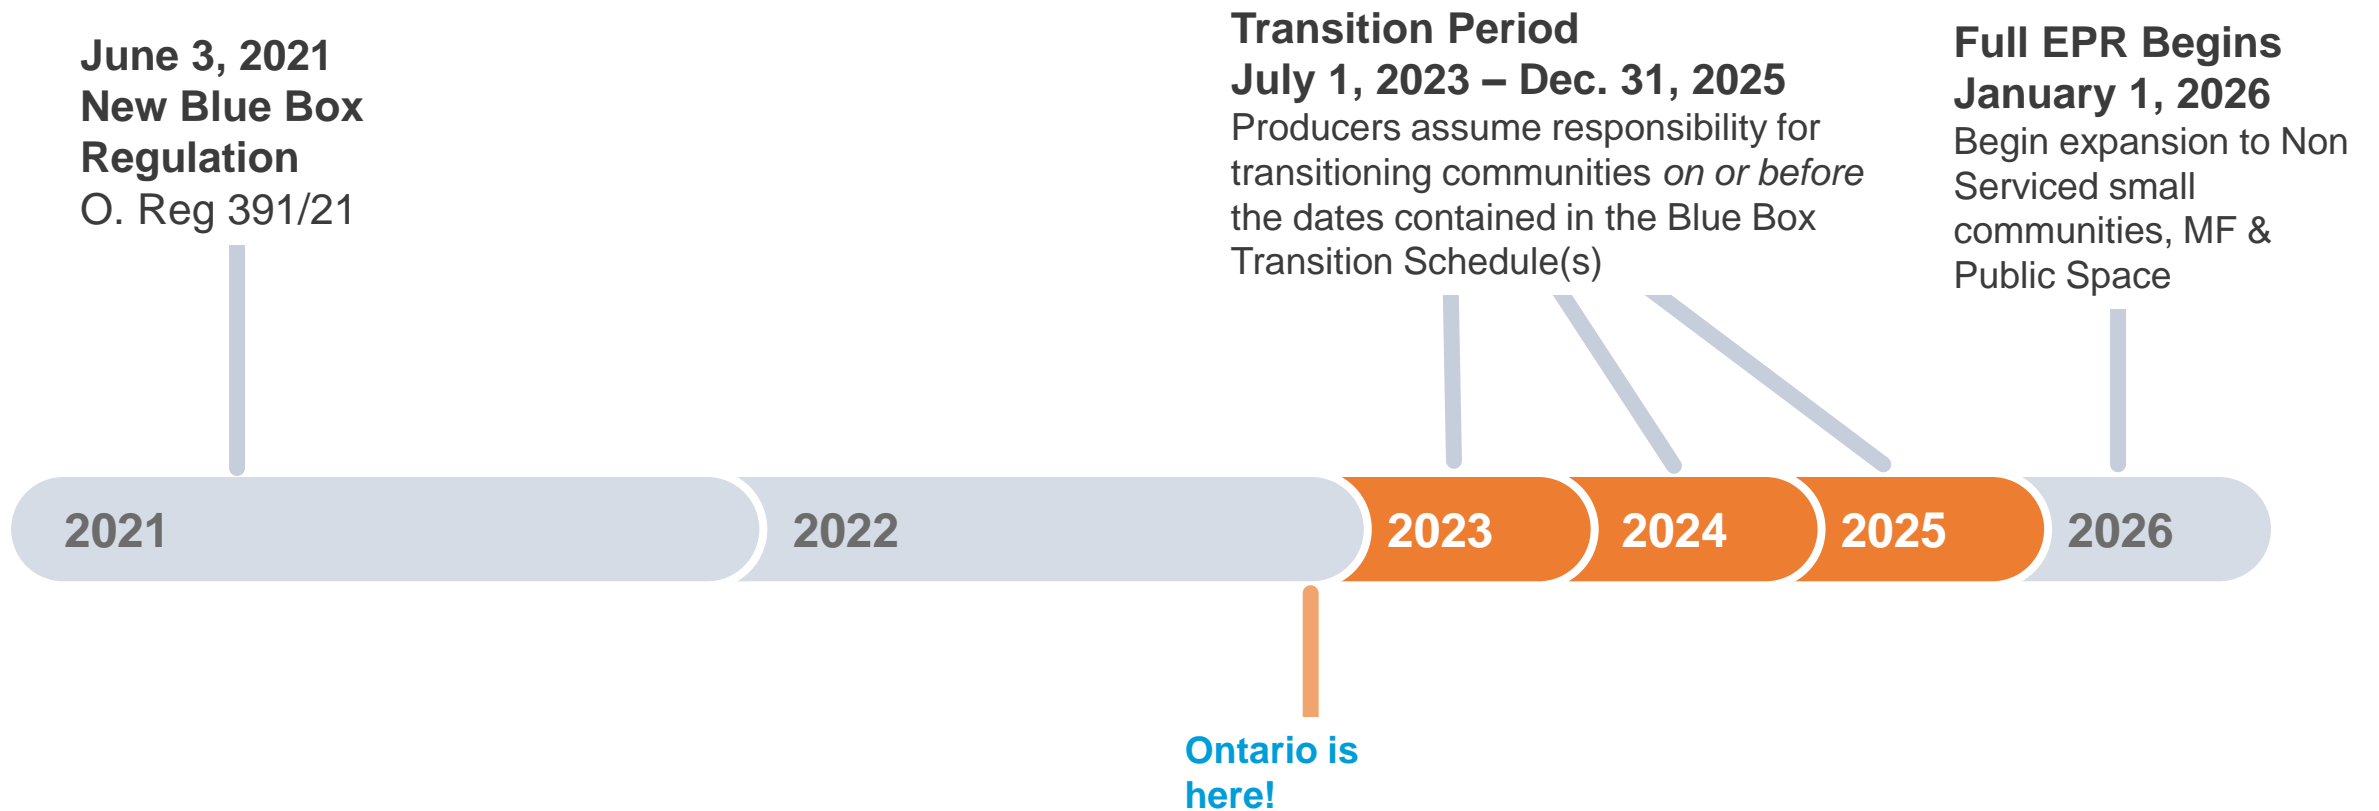 June 3, 2021
New Blue Box
Regulation
O. Reg 391/21
Transition Period
July 1, 2023 – Dec. 31, 2025
Producers assume responsibility for
transitioning communities on or before
the dates contained in the Blue Box
Transition Schedule(s)
Full EPR Begins
January 1, 2026
Begin expansion to Non
Serviced small
communities, MF &
Public Space
2021
2022
2023
2024
2025
2026
Ontario is
here!